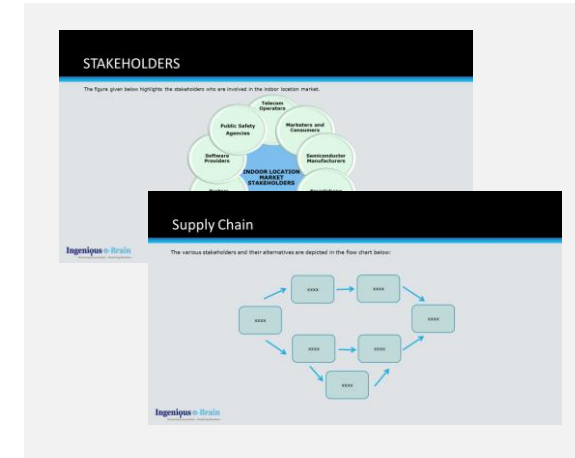 STAKEHOLDERS
The figure given below highlights the stakeholders who are involved in the indoor location market.
Telecom
Operators
Public Safety
Agencies
Marketers and
Consumers
Software
Providers
Semiconductor
Manufacturers
INDOOR LOCATION
MARKET
STAKEHOLDERS
Ingenious e-Brain
Supply Chain
The various stakeholders and their alternatives are depicted in the flow chart below:
xxxx
xxxx
xxxx
xxxx
xxxx
xxxx
xxxx
Ingenious e-Brain